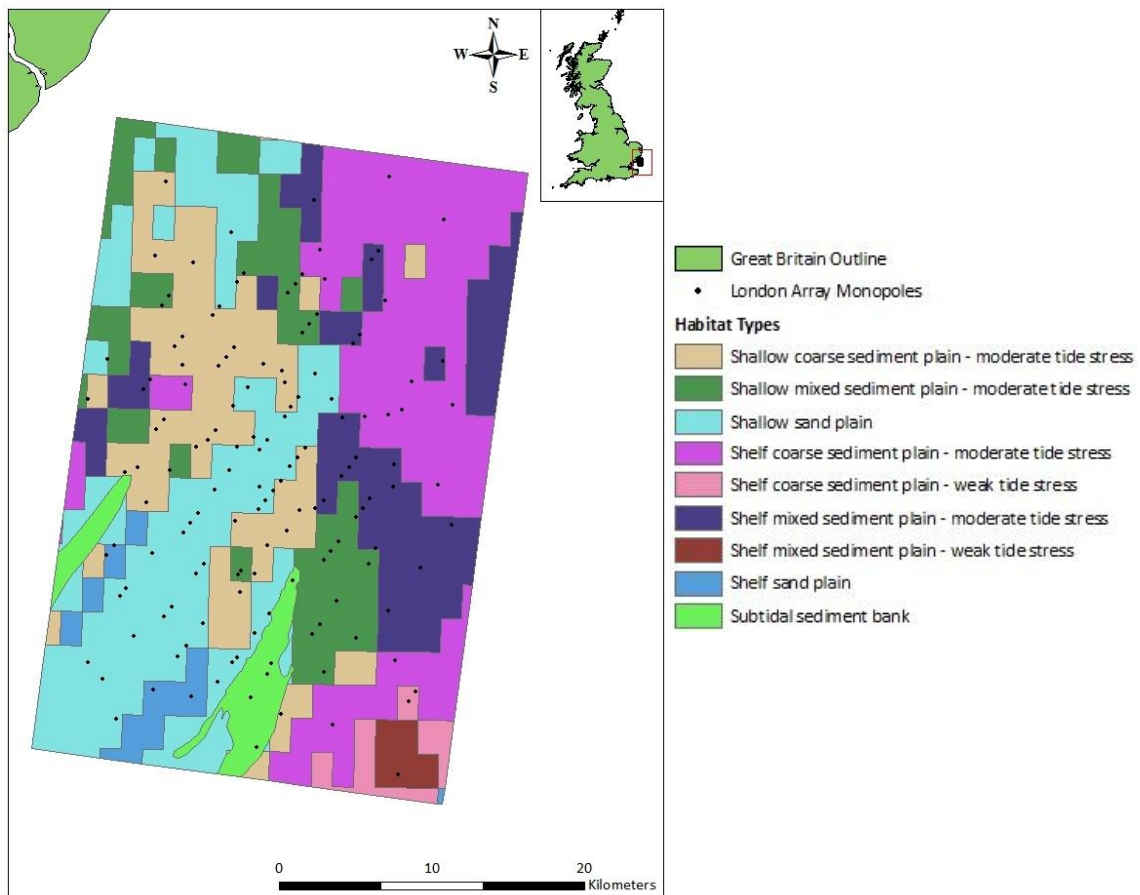 N
W E
S
Great Britain Outline
London Array Monopoles
Habitat Types
Shallow coarse sediment plain - moderate tide stress
Shallow mixed sediment plain - moderate tide stress
Shallow sand plain
Shelf coarse sediment plain - moderate tide stress
Shelf coarse sediment plain - weak tide stress
Shelf mixed sediment plain - moderate tide stress
Shelf mixed sediment plain - weak tide stress
Shelf sand plain
Subtidal sediment bank
0 10 20
Kilometers